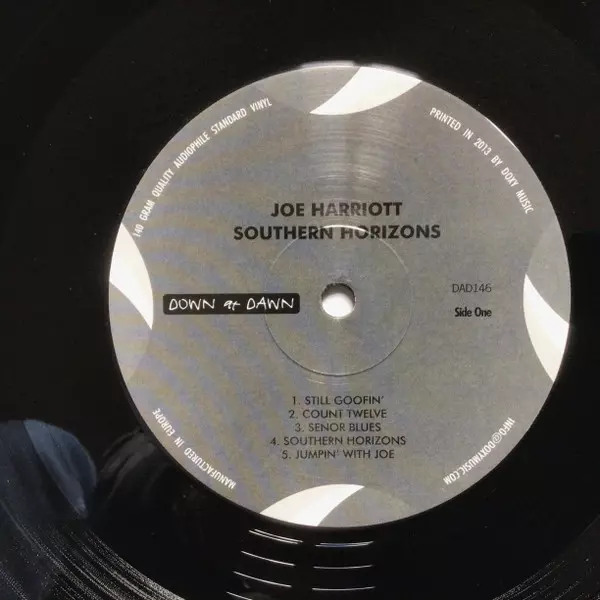 140 GRAM QUALITY AUDIOPHILE STANDARD VINYL
PRINTED IN 2013 BY DOXY MUSIC
JOE HARRIOTT
SOUTHERN HORIZONS
DOWN at DAWN
DAD146
Side One
1. STILL GOOFIN'
2. COUNT TWELVE
3. SENOR BLUES
4. SOUTHERN HORIZONS
5. JUMPIN' WITH JOE
MANUFACTURED IN EUROPE
INFO@DOXYMUSIC.COM